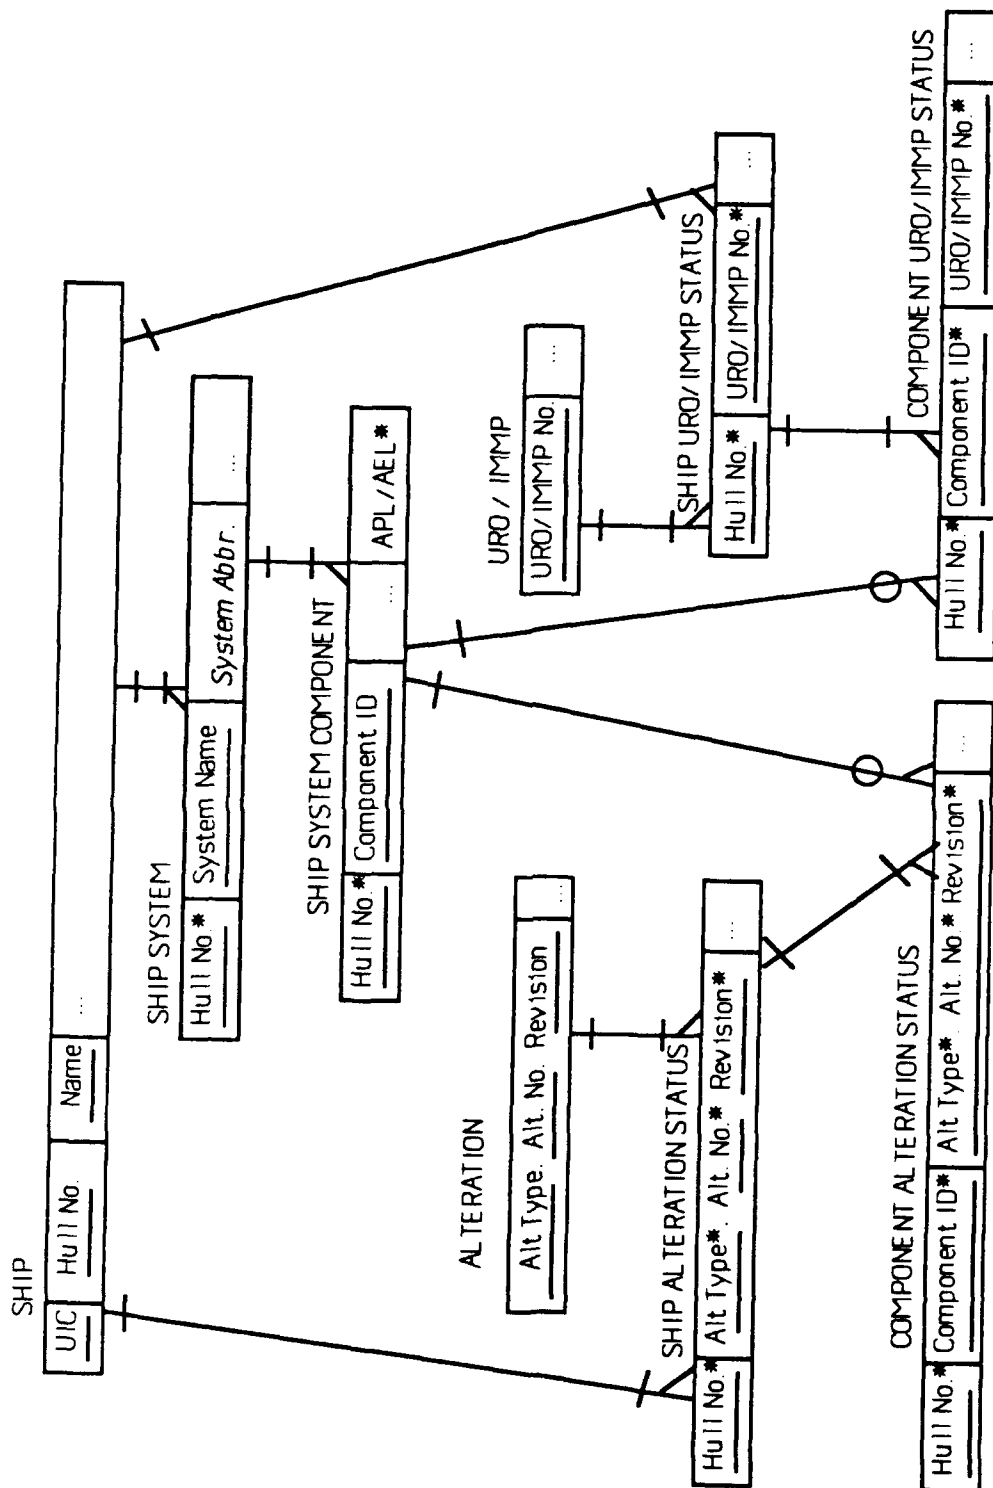 SHIP
UIC Hull No. Name ...
SHIP SYSTEM
Hull No.* System Name System Abbr. ...
SHIP SYSTEM COMPONENT
Hull No.* Component ID ... APL/AEL*
ALTERATION
Alt Type. Alt. No. Revision ...
URO/IMMP
URO/IMMP No. ...
SHIP ALTERATION STATUS
Hull No.* Alt Type*. Alt. No.* Revision* ...
SHIP URO/IMMP STATUS
Hull No.* URO/IMMP No.* ...
COMPONENT ALTERATION STATUS
Hull No.* Component ID* Alt Type*. Alt. No.* Revision* ...
COMPONENT URO/IMMP STATUS
Hull No.* Component ID* URO/IMMP No.* ...